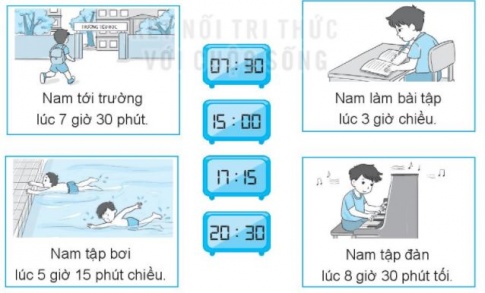 KẾT NỐI TRI THỨC
VỚI CUỘC SỐNG
TRƯỜNG TIỂU HỌC
Nam tới trường
lúc 7 giờ 30 phút.
07:30
15:00
17:15
20:30
Nam làm bài tập
lúc 3 giờ chiều.
Nam tập bơi
lúc 5 giờ 15 phút chiều.
Nam tập đàn
lúc 8 giờ 30 phút tối.